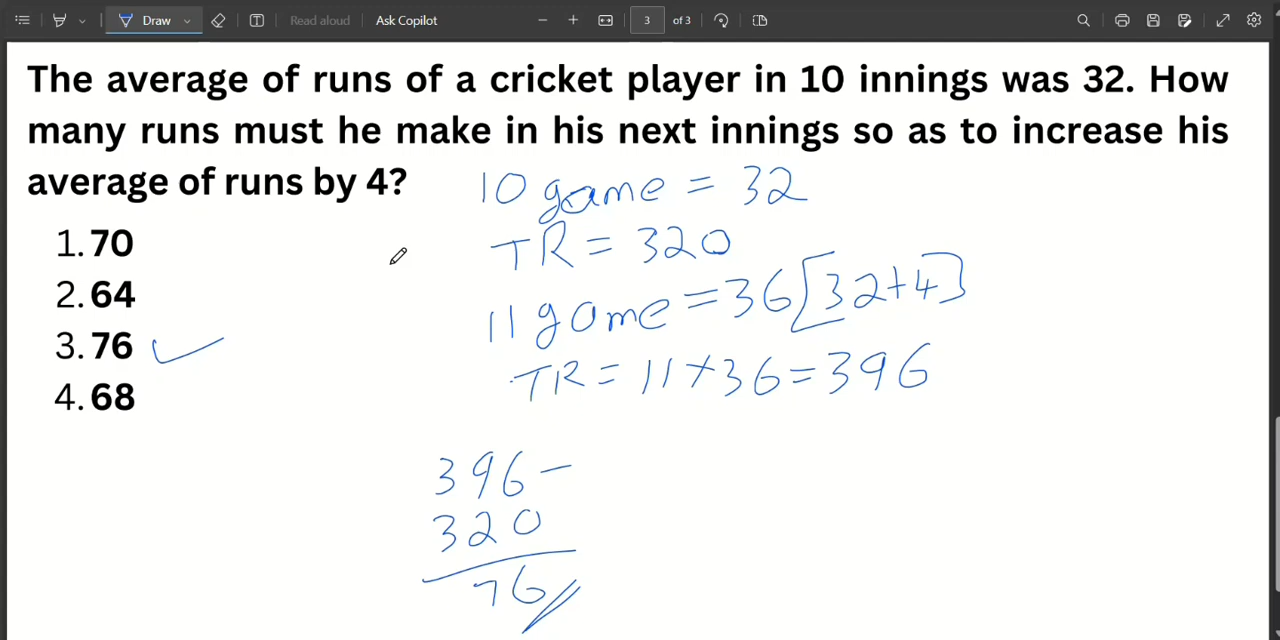 Draw
Read aloud
Ask Copilot
3
of 3
The average of runs of a cricket player in 10 innings was 32. How
many runs must he make in his next innings so as to increase his
average of runs by 4?
10 game = 32
TR = 320
1. 70
2. 64
11 game = 36 [32+4]
3. 76
TR = 11 × 36 = 396
4. 68
396 -
320
76